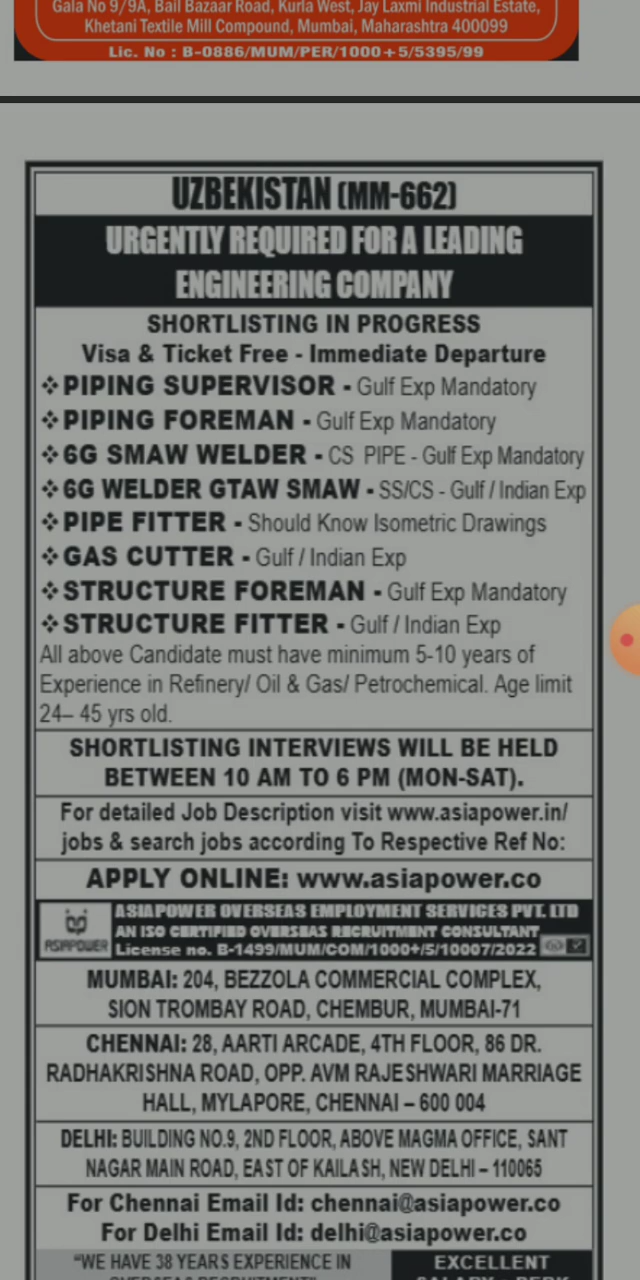 Gala No 9/9A, Bail Bazaar Road, Kurla West, Jay Laxmi Industrial Estate,
Khetani Textile Mill Compound, Mumbai, Maharashtra 400099
Lic. No : B-0886/MUM/PER/1000+5/5395/99
UZBEKISTAN (MM-662)
URGENTLY REQUIRED FOR A LEADING
ENGINEERING COMPANY
SHORTLISTING IN PROGRESS
Visa & Ticket Free - Immediate Departure
❖PIPING SUPERVISOR - Gulf Exp Mandatory
❖PIPING FOREMAN - Gulf Exp Mandatory
❖6G SMAW WELDER - CS PIPE - Gulf Exp Mandatory
❖6G WELDER GTAW SMAW - SS/CS - Gulf / Indian Exp
❖PIPE FITTER - Should Know Isometric Drawings
❖GAS CUTTER - Gulf / Indian Exp
❖STRUCTURE FOREMAN - Gulf Exp Mandatory
❖STRUCTURE FITTER - Gulf / Indian Exp
All above Candidate must have minimum 5-10 years of
Experience in Refinery/ Oil & Gas/ Petrochemical. Age limit
24– 45 yrs old.
SHORTLISTING INTERVIEWS WILL BE HELD
BETWEEN 10 AM TO 6 PM (MON-SAT).
For detailed Job Description visit www.asiapower.in/
jobs & search jobs according To Respective Ref No:
APPLY ONLINE: www.asiapower.co
ASIAPOWER
ASIAPOWER OVERSEAS EMPLOYMENT SERVICES PVT. LTD
AN ISO CERTIFIED OVERSEAS RECRUITMENT CONSULTANT
License no. B-1499/MUM/COM/1000+/5/10007/2022
MUMBAI: 204, BEZZOLA COMMERCIAL COMPLEX,
SION TROMBAY ROAD, CHEMBUR, MUMBAI-71
CHENNAI: 28, AARTI ARCADE, 4TH FLOOR, 86 DR.
RADHAKRISHNA ROAD, OPP. AVM RAJESHWARI MARRIAGE
HALL, MYLAPORE, CHENNAI – 600 004
DELHI: BUILDING NO.9, 2ND FLOOR, ABOVE MAGMA OFFICE, SANT
NAGAR MAIN ROAD, EAST OF KAILASH, NEW DELHI – 110065
For Chennai Email Id: chennai@asiapower.co
For Delhi Email Id: delhi@asiapower.co
"WE HAVE 38 YEARS EXPERIENCE IN
EXCELLENT